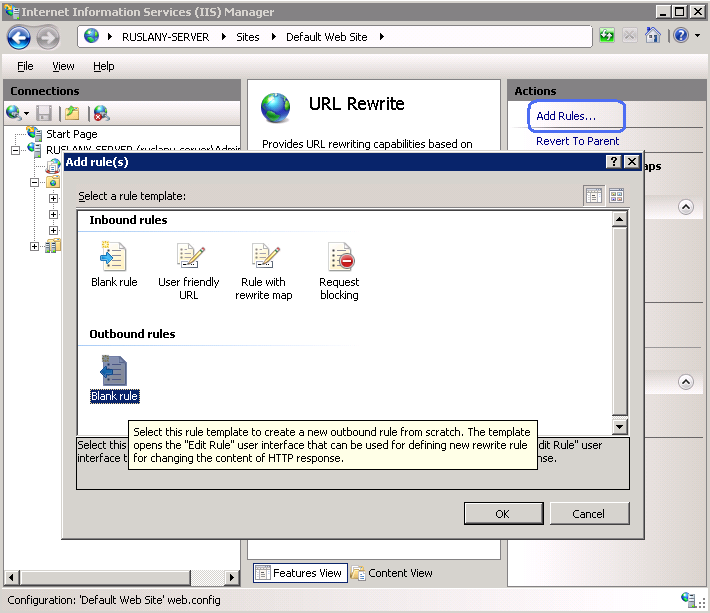 Internet Information Services (IIS) Manager
RUSLANY-SERVER Sites Default Web Site
File View Help
Connections
Start Page
RUSLANY-SERVER (ruslany-server\Admin
URL Rewrite
Provides URL rewriting capabilities based on
Actions
Add Rules...
Revert To Parent
aps
Add rule(s)
Select a rule template:
Inbound rules
Blank rule
User friendly
URL
Rule with
rewrite map
Request
blocking
Outbound rules
Blank rule
Select this rule template to create a new outbound rule from scratch. The template
opens the "Edit Rule" user interface that can be used for defining new rewrite rule
for changing the content of HTTP response.
Select this
dit Rule" user
interface t
nse.
OK
Cancel
Features View
Content View
Configuration: 'Default Web Site' web.config